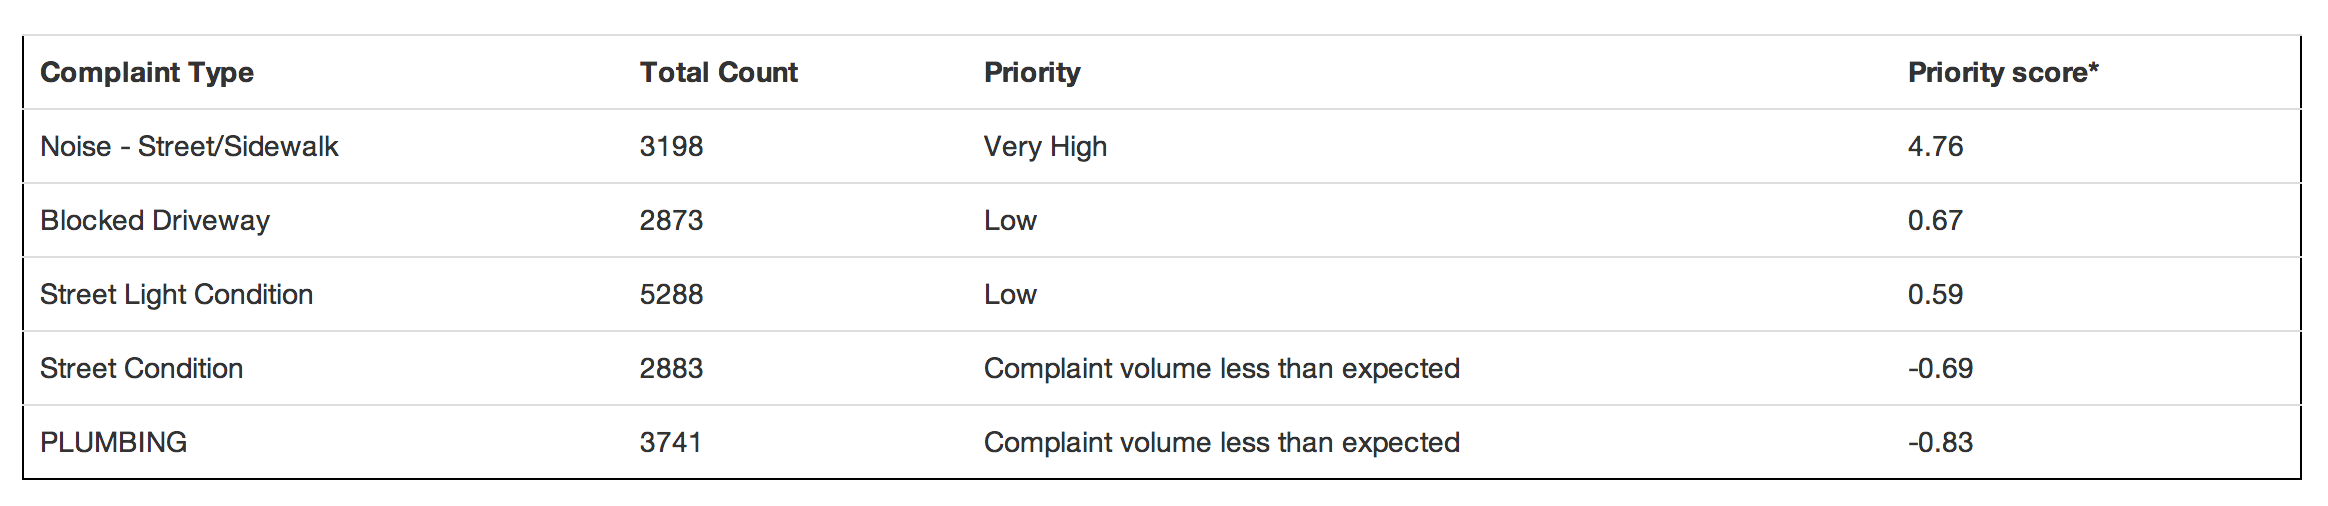 Complaint Type Total Count Priority Priority score*
Noise - Street/Sidewalk 3198 Very High 4.76
Blocked Driveway 2873 Low 0.67
Street Light Condition 5288 Low 0.59
Street Condition 2883 Complaint volume less than expected -0.69
PLUMBING 3741 Complaint volume less than expected -0.83